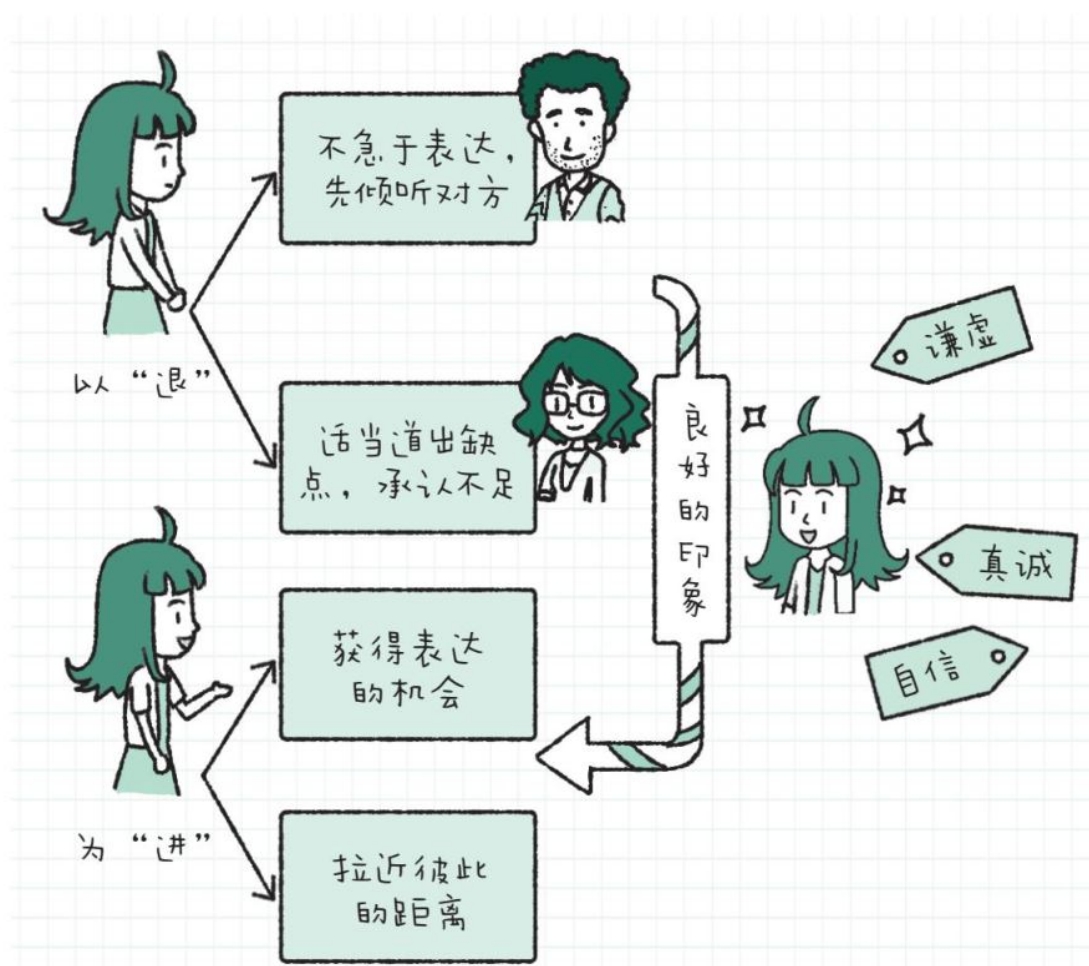 不急于表达，
先倾听对方
以“退”
适当道出缺
点，承认不足
良好的印象
谦虚
真诚
自信
获得表达
的机会
为“进”
拉近彼此
的距离